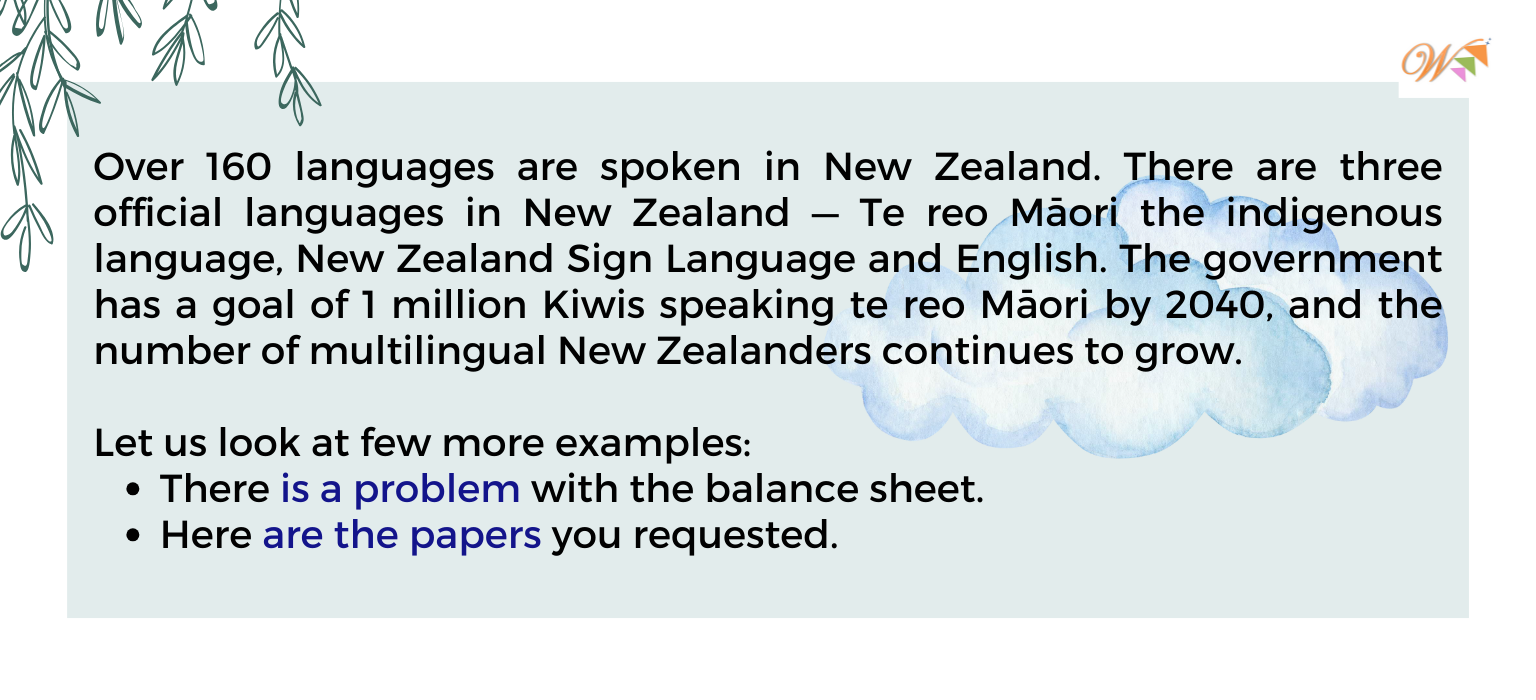 W
Over 160 languages are spoken in New Zealand. There are three
official languages in New Zealand – Te reo Māori the indigenous
language, New Zealand Sign Language and English. The government
has a goal of 1 million Kiwis speaking te reo Māori by 2040, and the
number of multilingual New Zealanders continues to grow.
Let us look at few more examples:
• There is a problem with the balance sheet.
• Here are the papers you requested.